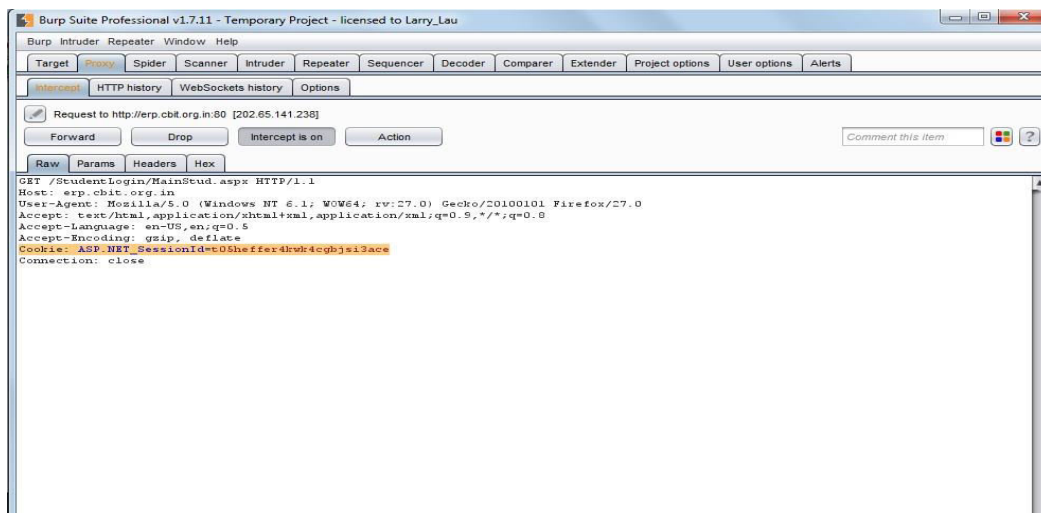 Burp Suite Professional v1.7.11 - Temporary Project - licensed to Larry_Lau
Burp Intruder Repeater Window Help
Target Proxy Spider Scanner Intruder Repeater Sequencer Decoder Comparer Extender Project options User options Alerts
Intercept HTTP history WebSockets history Options
Request to http://erp.cbit.org.in:80 [202.65.141.238]
Forward Drop Intercept is on Action Comment this item ?
Raw Params Headers Hex
GET /StudentLogin/MainStud.aspx HTTP/1.1
Host: erp.cbit.org.in
User-Agent: Mozilla/5.0 (Windows NT 6.1; WOW64; rv:27.0) Gecko/20100101 Firefox/27.0
Accept: text/html,application/xhtml+xml,application/xml;q=0.9,*/*;q=0.8
Accept-Language: en-US,en;q=0.5
Accept-Encoding: gzip, deflate
Cookie: ASP.NET_SessionId=t05heffer4kwk4cgbjsi3ace
Connection: close